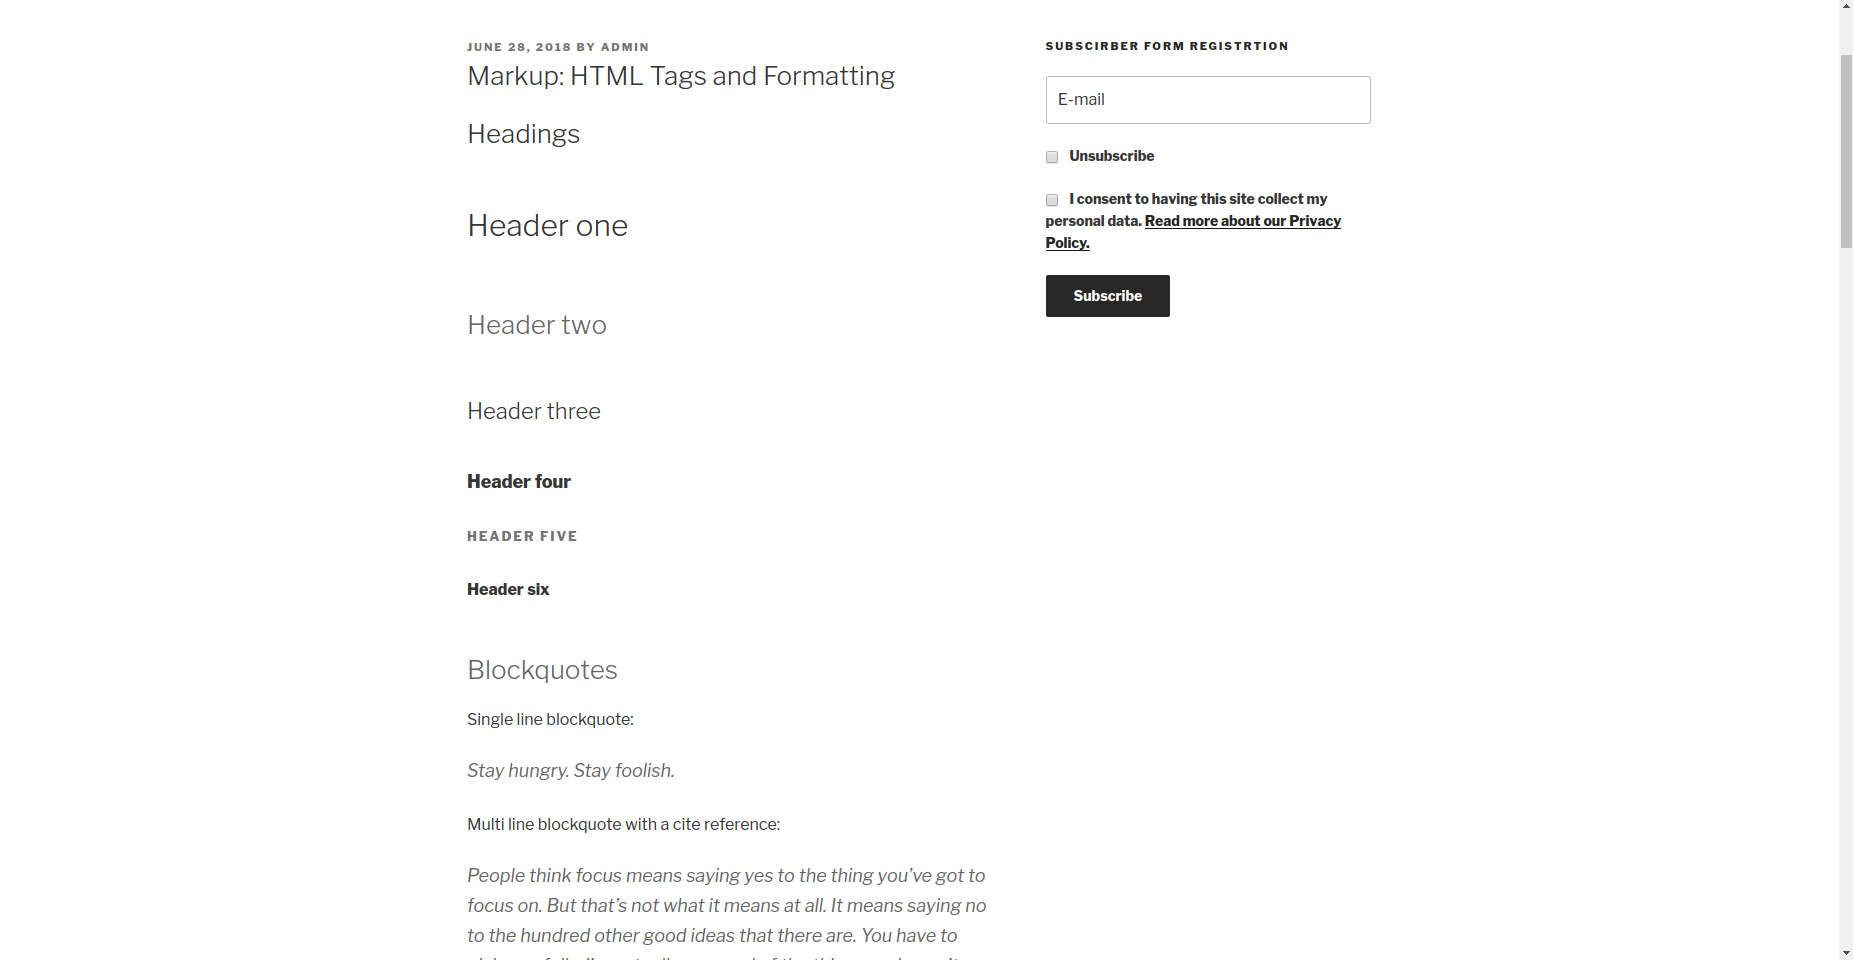 JUNE 28, 2018 BY ADMIN
Markup: HTML Tags and Formatting
Headings
Header one
Header two
Header three
Header four
HEADER FIVE
Header six
Blockquotes
Single line blockquote:
Stay hungry. Stay foolish.
Multi line blockquote with a cite reference:
People think focus means saying yes to the thing you’ve got to
focus on. But that’s not what it means at all. It means saying no
to the hundred other good ideas that there are. You have to
SUBSCIRBER FORM REGISTRTION
E-mail
Unsubscribe
I consent to having this site collect my
personal data. Read more about our Privacy
Policy.
Subscribe